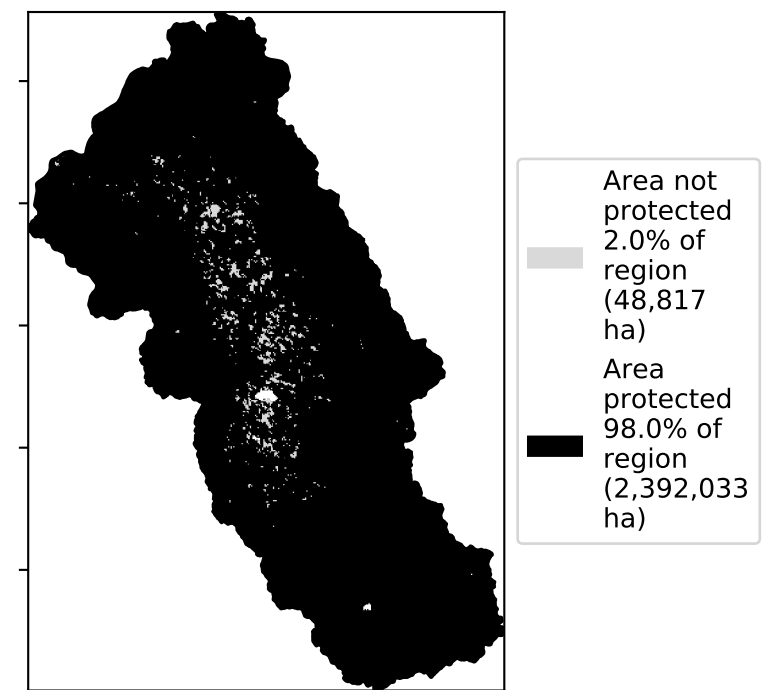 Area not
protected
2.0% of
region
(48,817
ha)
Area
protected
98.0% of
region
(2,392,033
ha)